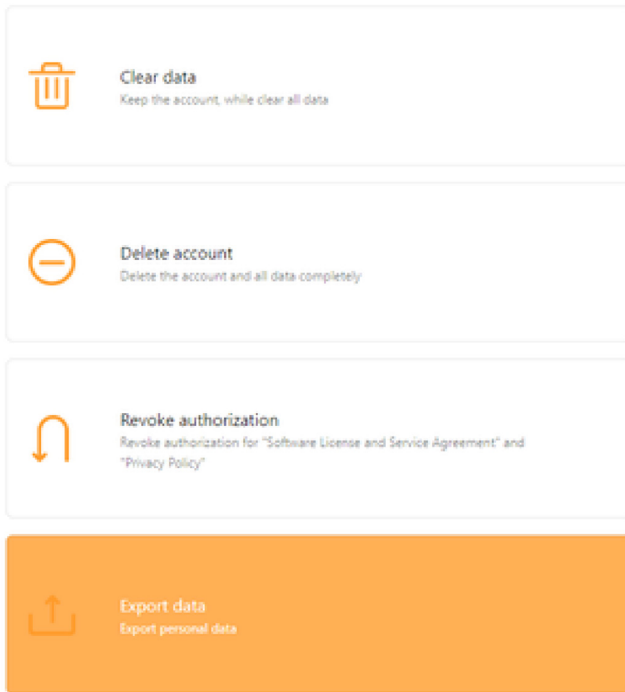 Clear data
Keep the account, while clear all data
Delete account
Delete the account and all data completely
Revoke authorization
Revoke authorization for "Software License and Service Agreement" and
"Privacy Policy"
Export data
Export personal data